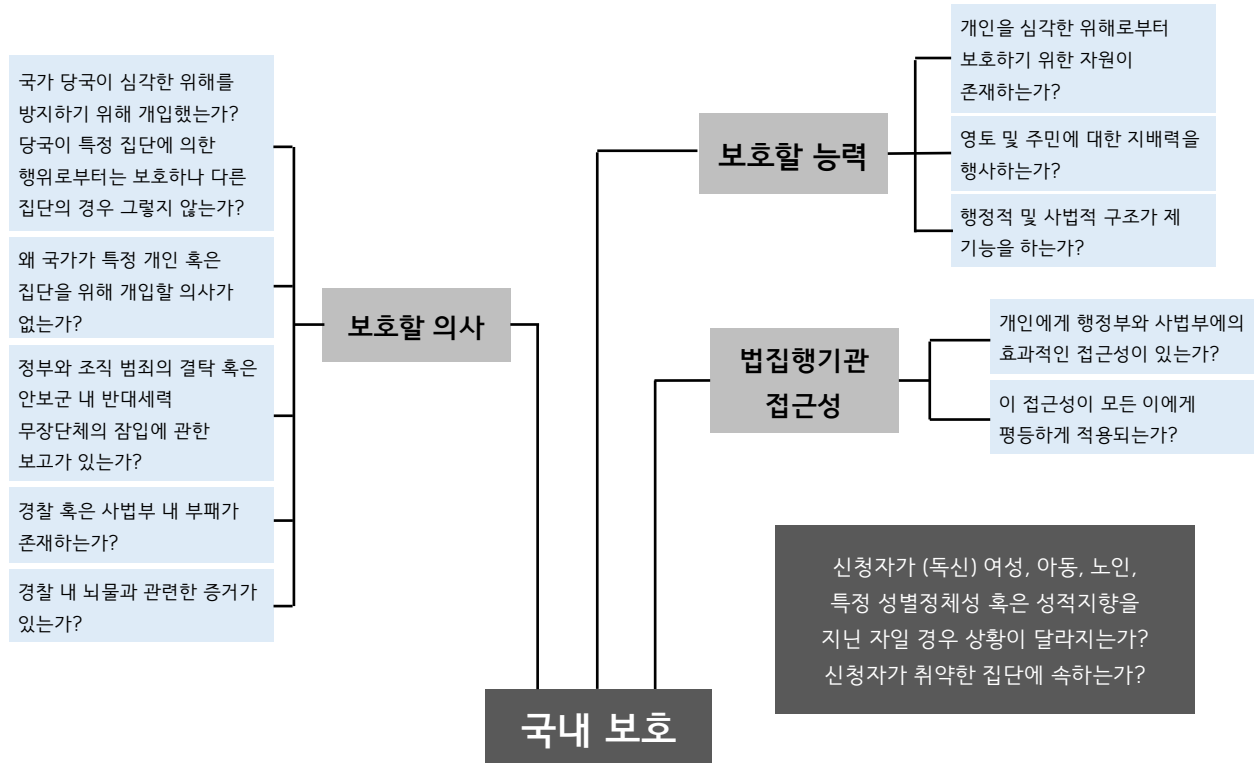 국가 당국이 심각한 위해를
방지하기 위해 개입했는가?
당국이 특정 집단에 의한
행위로부터는 보호하나 다른
집단의 경우 그렇지 않는가?
왜 국가가 특정 개인 혹은
집단을 위해 개입할 의사가
없는가?
정부와 조직 범죄의 결탁 혹은
안보군 내 반대세력
무장단체의 잠입에 관한
보고가 있는가?
경찰 혹은 사법부 내 부패가
존재하는가?
경찰 내 뇌물과 관련한 증거가
있는가?
보호할 의사
보호할 능력
개인을 심각한 위해로부터
보호하기 위한 자원이
존재하는가?
영토 및 주민에 대한 지배력을
행사하는가?
행정적 및 사법적 구조가 제
기능을 하는가?
법집행기관
접근성
개인에게 행정부와 사법부에의
효과적인 접근성이 있는가?
이 접근성이 모든 이에게
평등하게 적용되는가?
신청자가 (독신) 여성, 아동, 노인,
특정 성별정체성 혹은 성적지향을
지닌 자일 경우 상황이 달라지는가?
신청자가 취약한 집단에 속하는가?
국내 보호